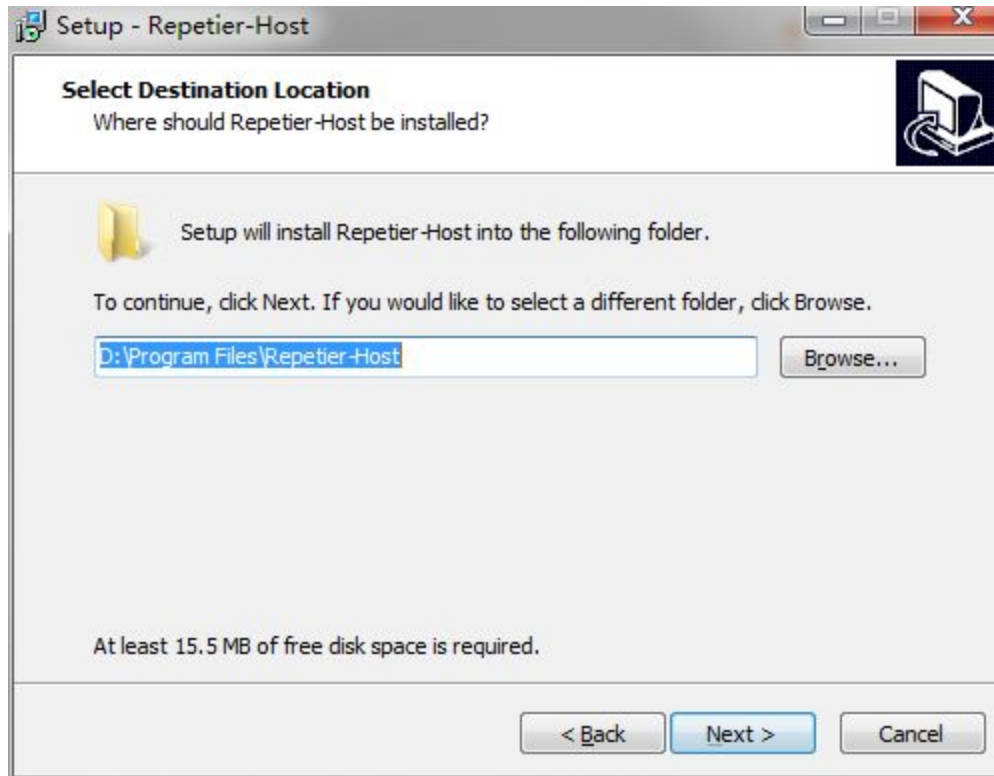 Setup - Repetier-Host
Select Destination Location
Where should Repetier-Host be installed?
Setup will install Repetier-Host into the following folder.
To continue, click Next. If you would like to select a different folder, click Browse.
D:\Program Files\Repetier-Host
Browse...
At least 15.5 MB of free disk space is required.
< Back
Next >
Cancel